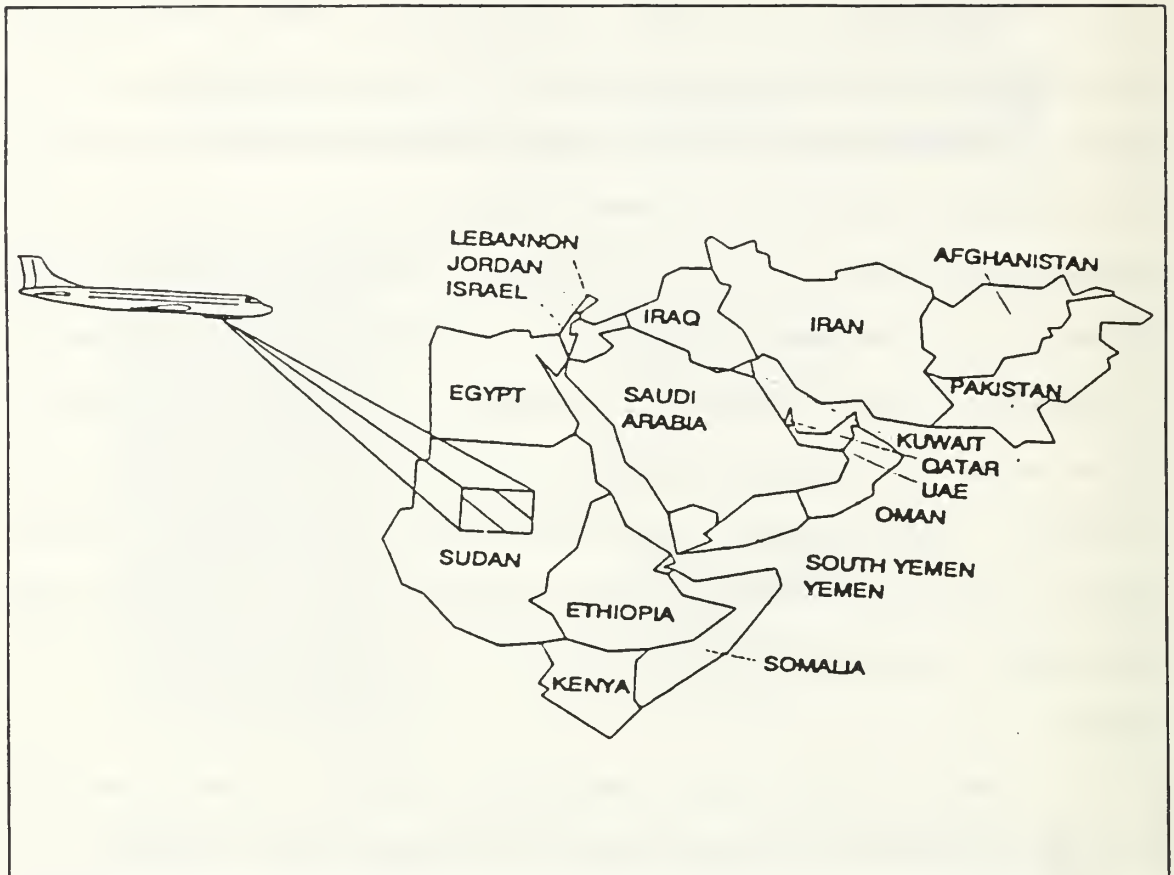 LEBANNON
JORDAN
ISRAEL
AFGHANISTAN
IRAQ
IRAN
EGYPT
SAUDI
ARABIA
PAKISTAN
KUWAIT
QATAR
UAE
OMAN
SUDAN
SOUTH YEMEN
YEMEN
ETHIOPIA
SOMALIA
KENYA